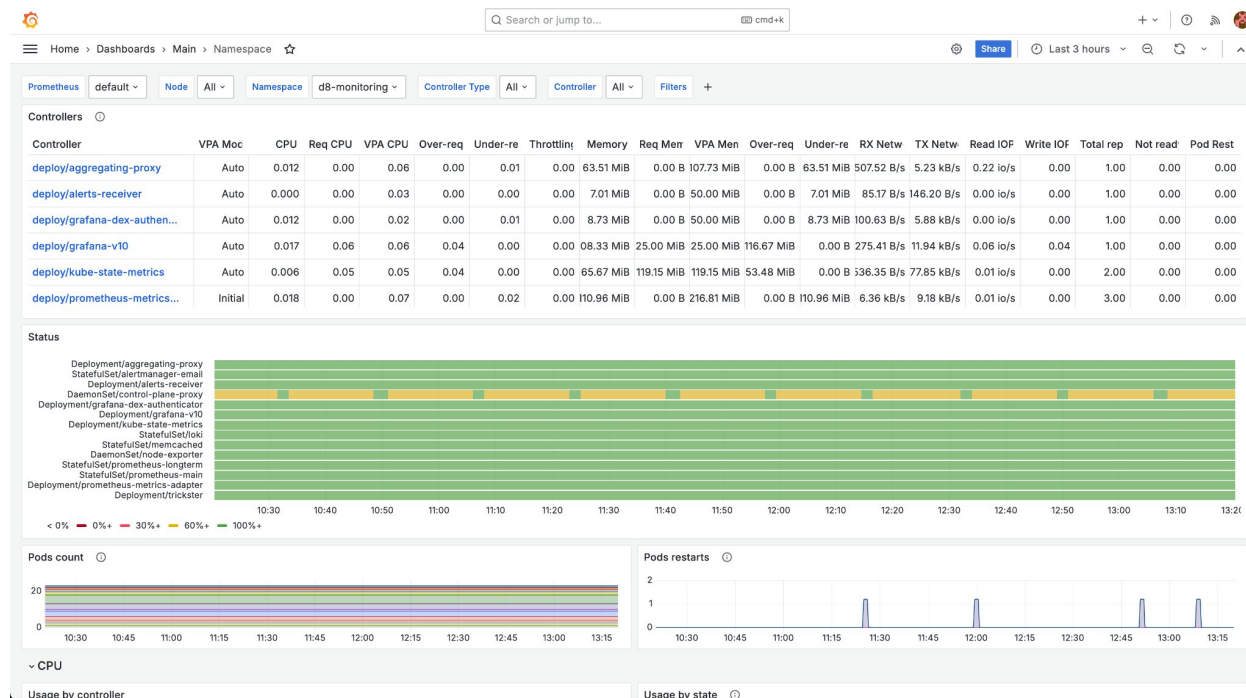 Search or jump to... cmd+k
Home › Dashboards › Main › Namespace Share Last 3 hours
Prometheus default Node All Namespace d8-monitoring Controller Type All Controller All Filters +
Controllers
Controller VPA Moc CPU Req CPU VPA CPU Over-req Under-re Throttling Memory Req Mem VPA Men Over-req Under-re RX Netw TX Netw Read IOP Write IOF Total rep Not ready Pod Rest
deploy/aggregating-proxy Auto 0.012 0.00 0.06 0.00 0.01 0.00 63.51 MiB 0.00 B 107.73 MiB 0.00 B 63.51 MiB 507.52 B/s 5.23 kB/s 0.22 io/s 0.00 1.00 0.00 0.00
deploy/alerts-receiver Auto 0.000 0.00 0.03 0.00 0.00 0.00 7.01 MiB 0.00 B 50.00 MiB 0.00 B 7.01 MiB 85.17 B/s 146.20 B/s 0.00 io/s 0.00 1.00 0.00 0.00
deploy/grafana-dex-authen... Auto 0.012 0.00 0.02 0.00 0.01 0.00 8.73 MiB 0.00 B 50.00 MiB 0.00 B 8.73 MiB 100.63 B/s 5.88 kB/s 0.00 io/s 0.00 1.00 0.00 0.00
deploy/grafana-v10 Auto 0.017 0.06 0.06 0.04 0.00 0.00 08.33 MiB 25.00 MiB 25.00 MiB 116.67 MiB 0.00 B 275.41 B/s 11.94 kB/s 0.06 io/s 0.04 1.00 0.00 0.00
deploy/kube-state-metrics Auto 0.006 0.05 0.05 0.04 0.00 0.00 65.67 MiB 119.15 MiB 119.15 MiB 53.48 MiB 0.00 B 536.35 B/s 77.85 kB/s 0.01 io/s 0.00 2.00 0.00 0.00
deploy/prometheus-metrics... Initial 0.018 0.00 0.07 0.00 0.02 0.00 110.96 MiB 0.00 B 216.81 MiB 0.00 B 110.96 MiB 6.36 kB/s 9.18 kB/s 0.01 io/s 0.00 3.00 0.00 0.00
Status
Deployment/aggregating-proxy
StatefulSet/alertmanager-email
Deployment/alerts-receiver
DaemonSet/control-plane-proxy
Deployment/grafana-dex-authenticator
Deployment/grafana-v10
Deployment/kube-state-metrics
StatefulSet/loki
StatefulSet/memcached
DaemonSet/node-exporter
StatefulSet/prometheus-longterm
StatefulSet/prometheus-main
Deployment/prometheus-metrics-adapter
Deployment/trickster
10:30 10:40 10:50 11:00 11:10 11:20 11:30 11:40 11:50 12:00 12:10 12:20 12:30 12:40 12:50 13:00 13:10 13:20
< 0% 0%+ 30%+ 60%+ 100%+
Pods count
20
0
10:30 10:45 11:00 11:15 11:30 11:45 12:00 12:15 12:30 12:45 13:00 13:15
Pods restarts
2
1
0
10:30 10:45 11:00 11:15 11:30 11:45 12:00 12:15 12:30 12:45 13:00 13:15
CPU
Usage by controller
Usage by state